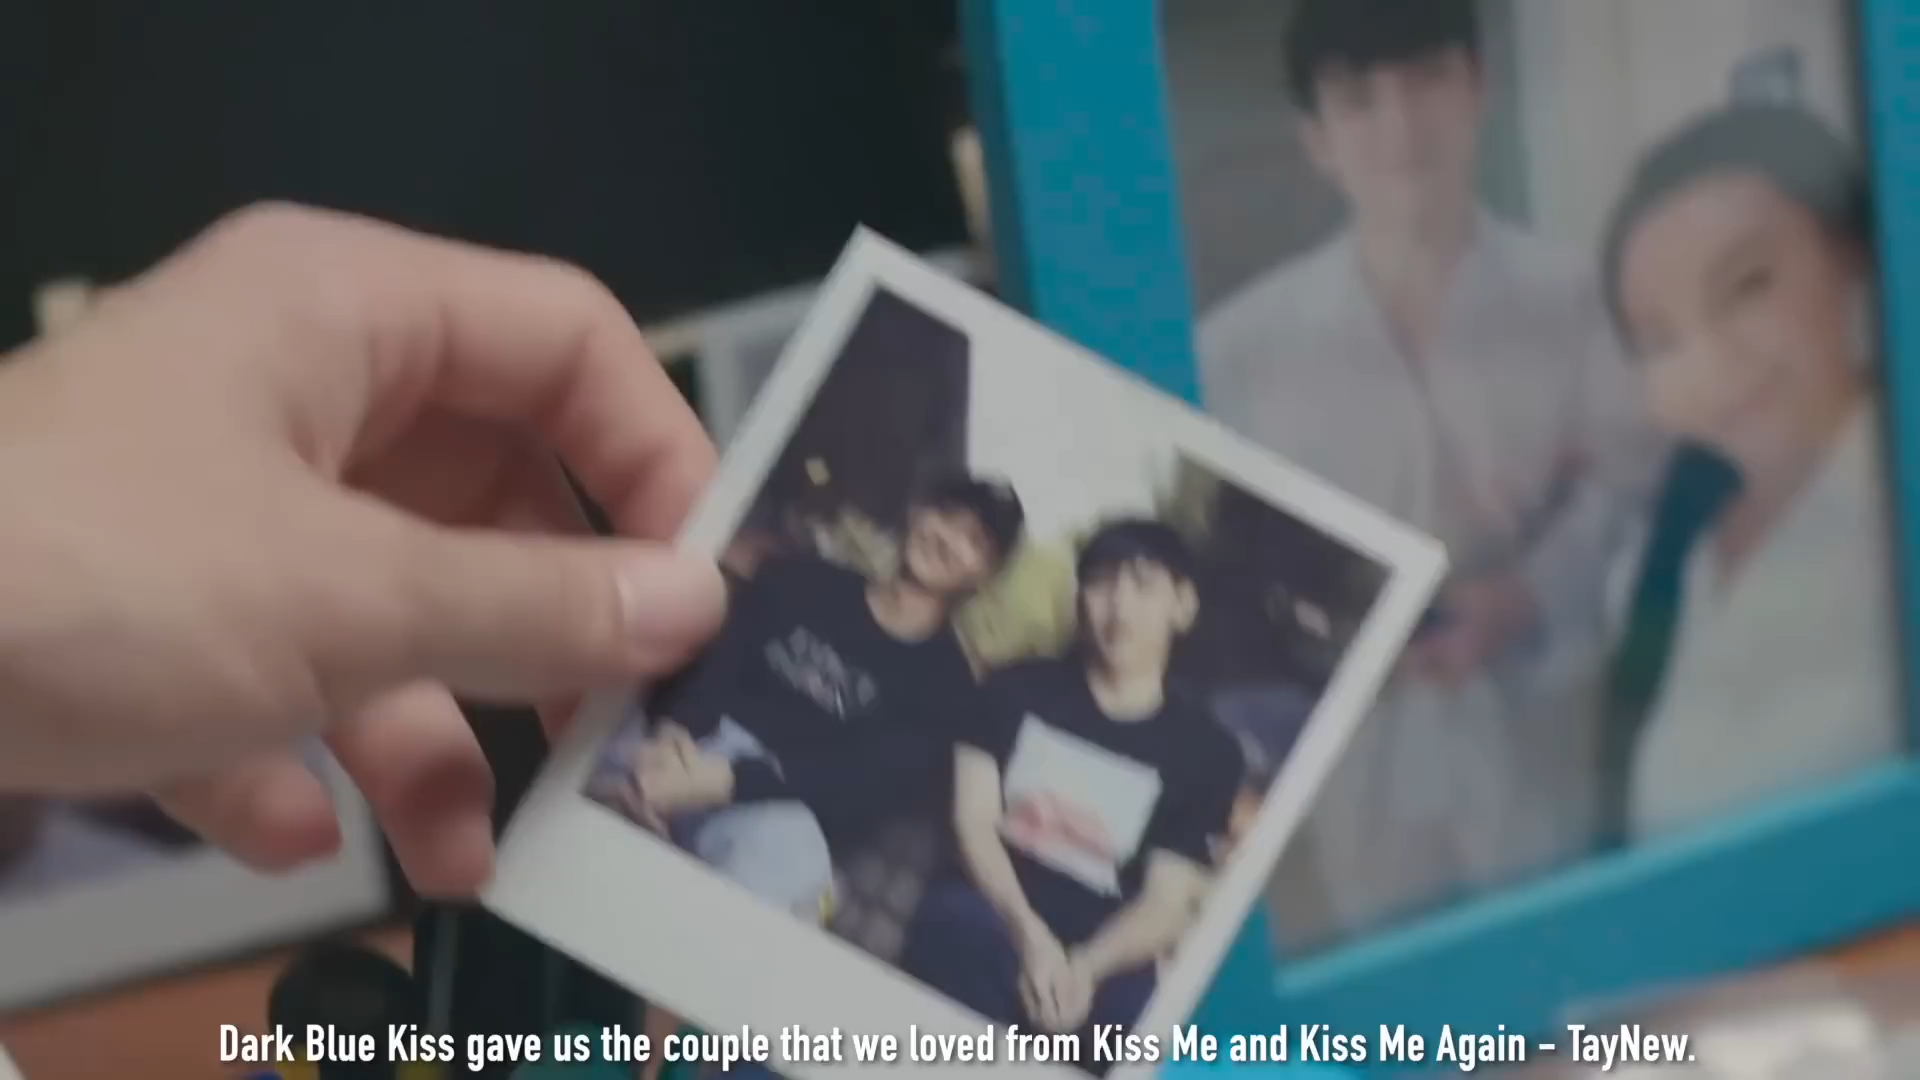 Dark Blue Kiss gave us the couple that we loved from Kiss Me and Kiss Me Again - TayNew.